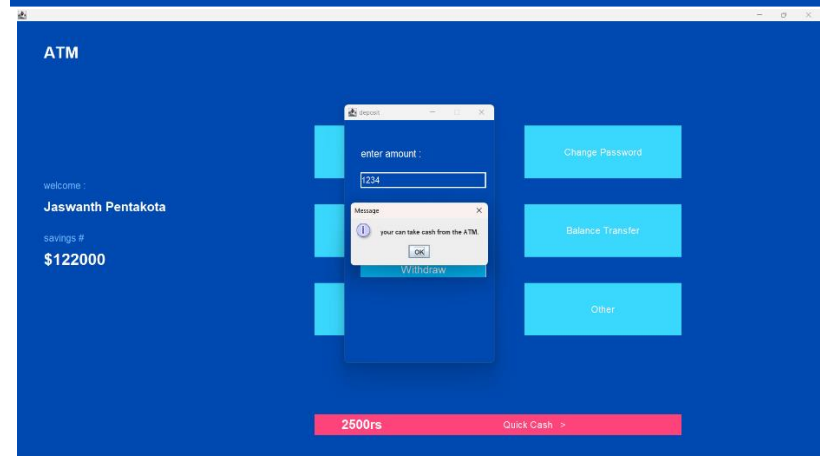 ATM
deposit
enter amount :
Change Password
1234
welcome :
Jaswanth Pentakota
Message
your can take cash from the ATM.
Balance Transfer
savings #
OK
$122000
Withdraw
Other
2500rs
Quick Cash >